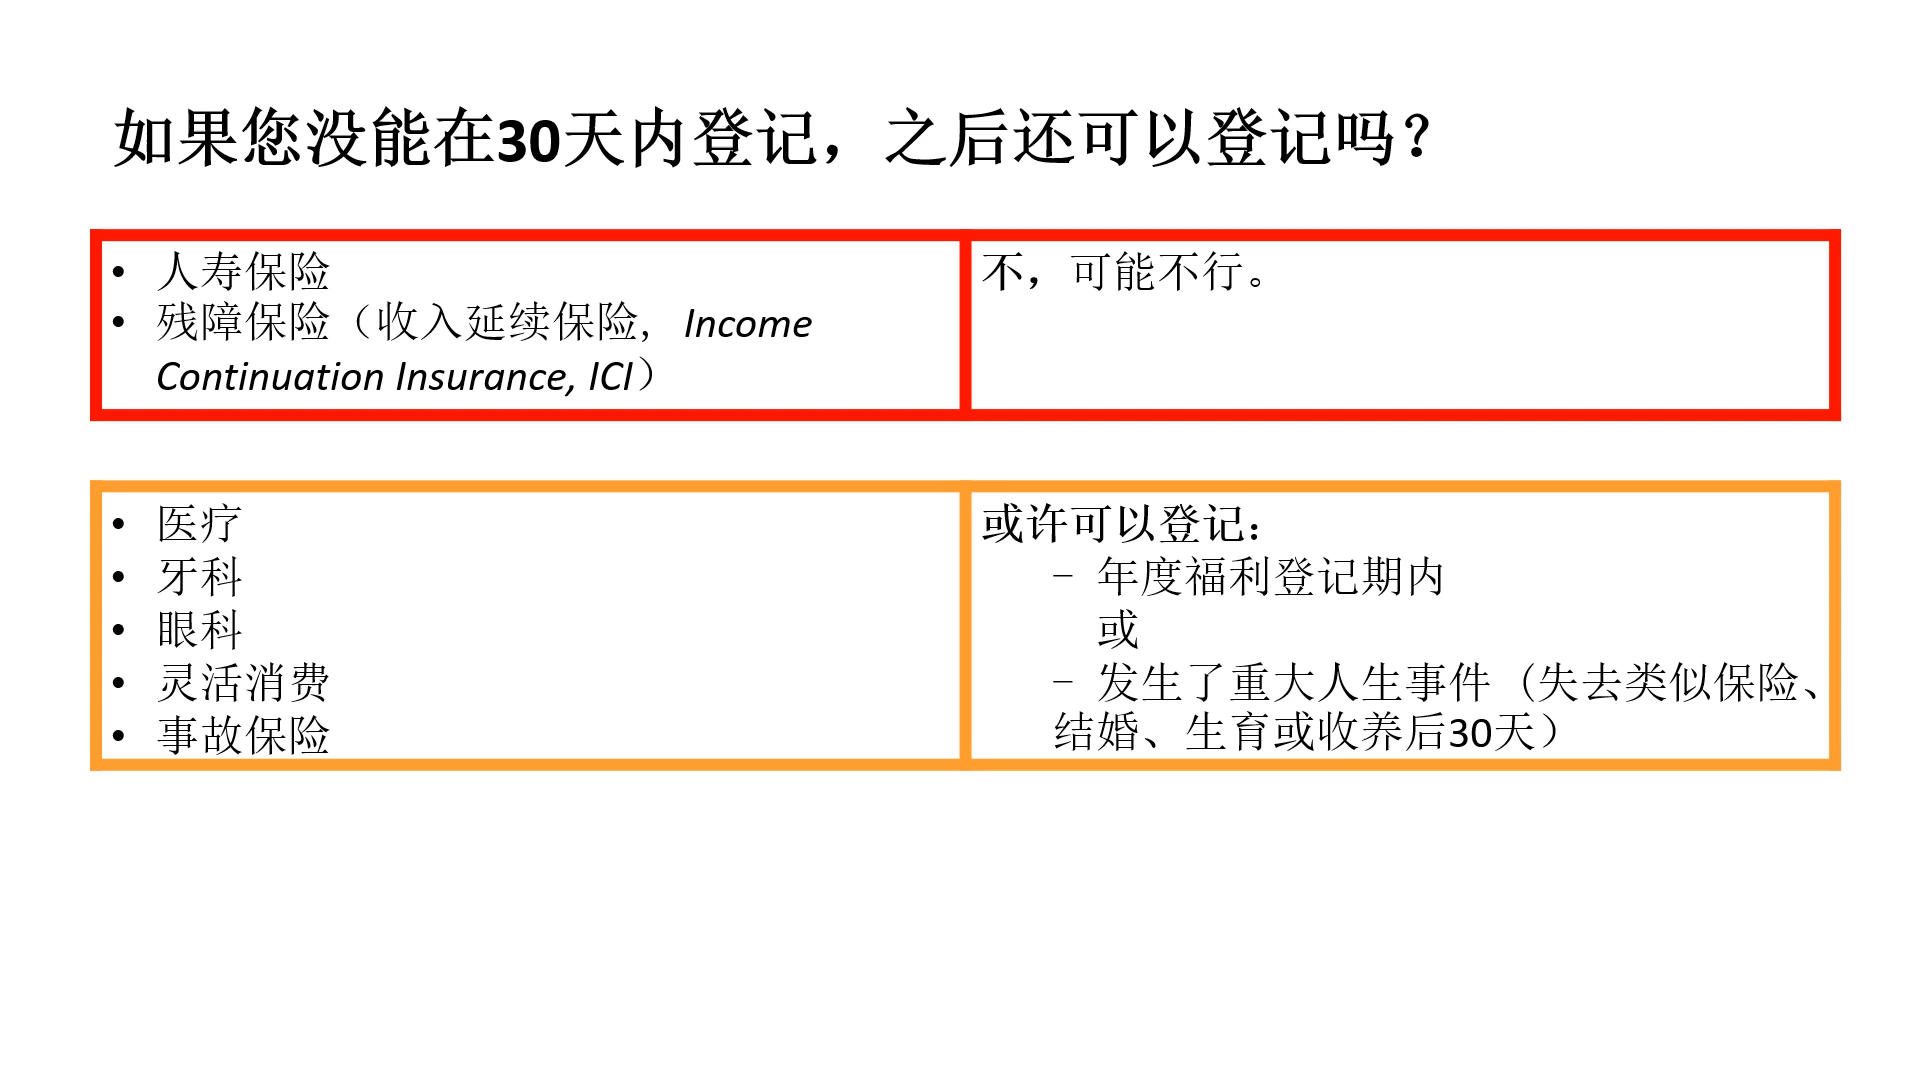 如果您没能在30天内登记，之后还可以登记吗？
• 人寿保险
• 残障保险（收入延续保险, Income
Continuation Insurance, ICI）
不，可能不行。
• 医疗
• 牙科
• 眼科
• 灵活消费
• 事故保险
或许可以登记：
– 年度福利登记期内
或
– 发生了重大人生事件（失去类似保险、
结婚、生育或收养后30天）